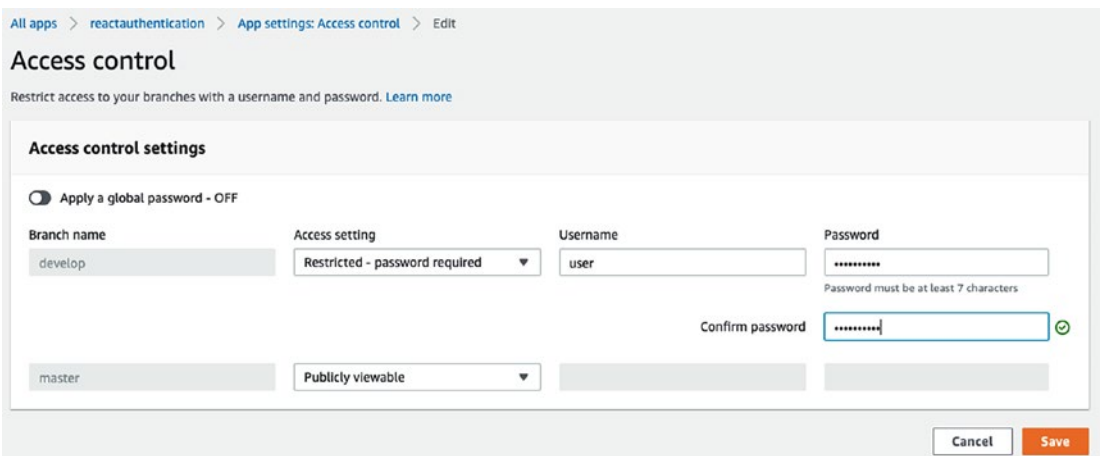 All apps > reactauthentication > App settings: Access control > Edit
Access control
Restrict access to your branches with a username and password. Learn more
Access control settings
Apply a global password - OFF
Branch name Access setting Username Password
develop Restricted - password required user ••••••••••
Password must be at least 7 characters
Confirm password ••••••••••
master Publicly viewable
Cancel Save